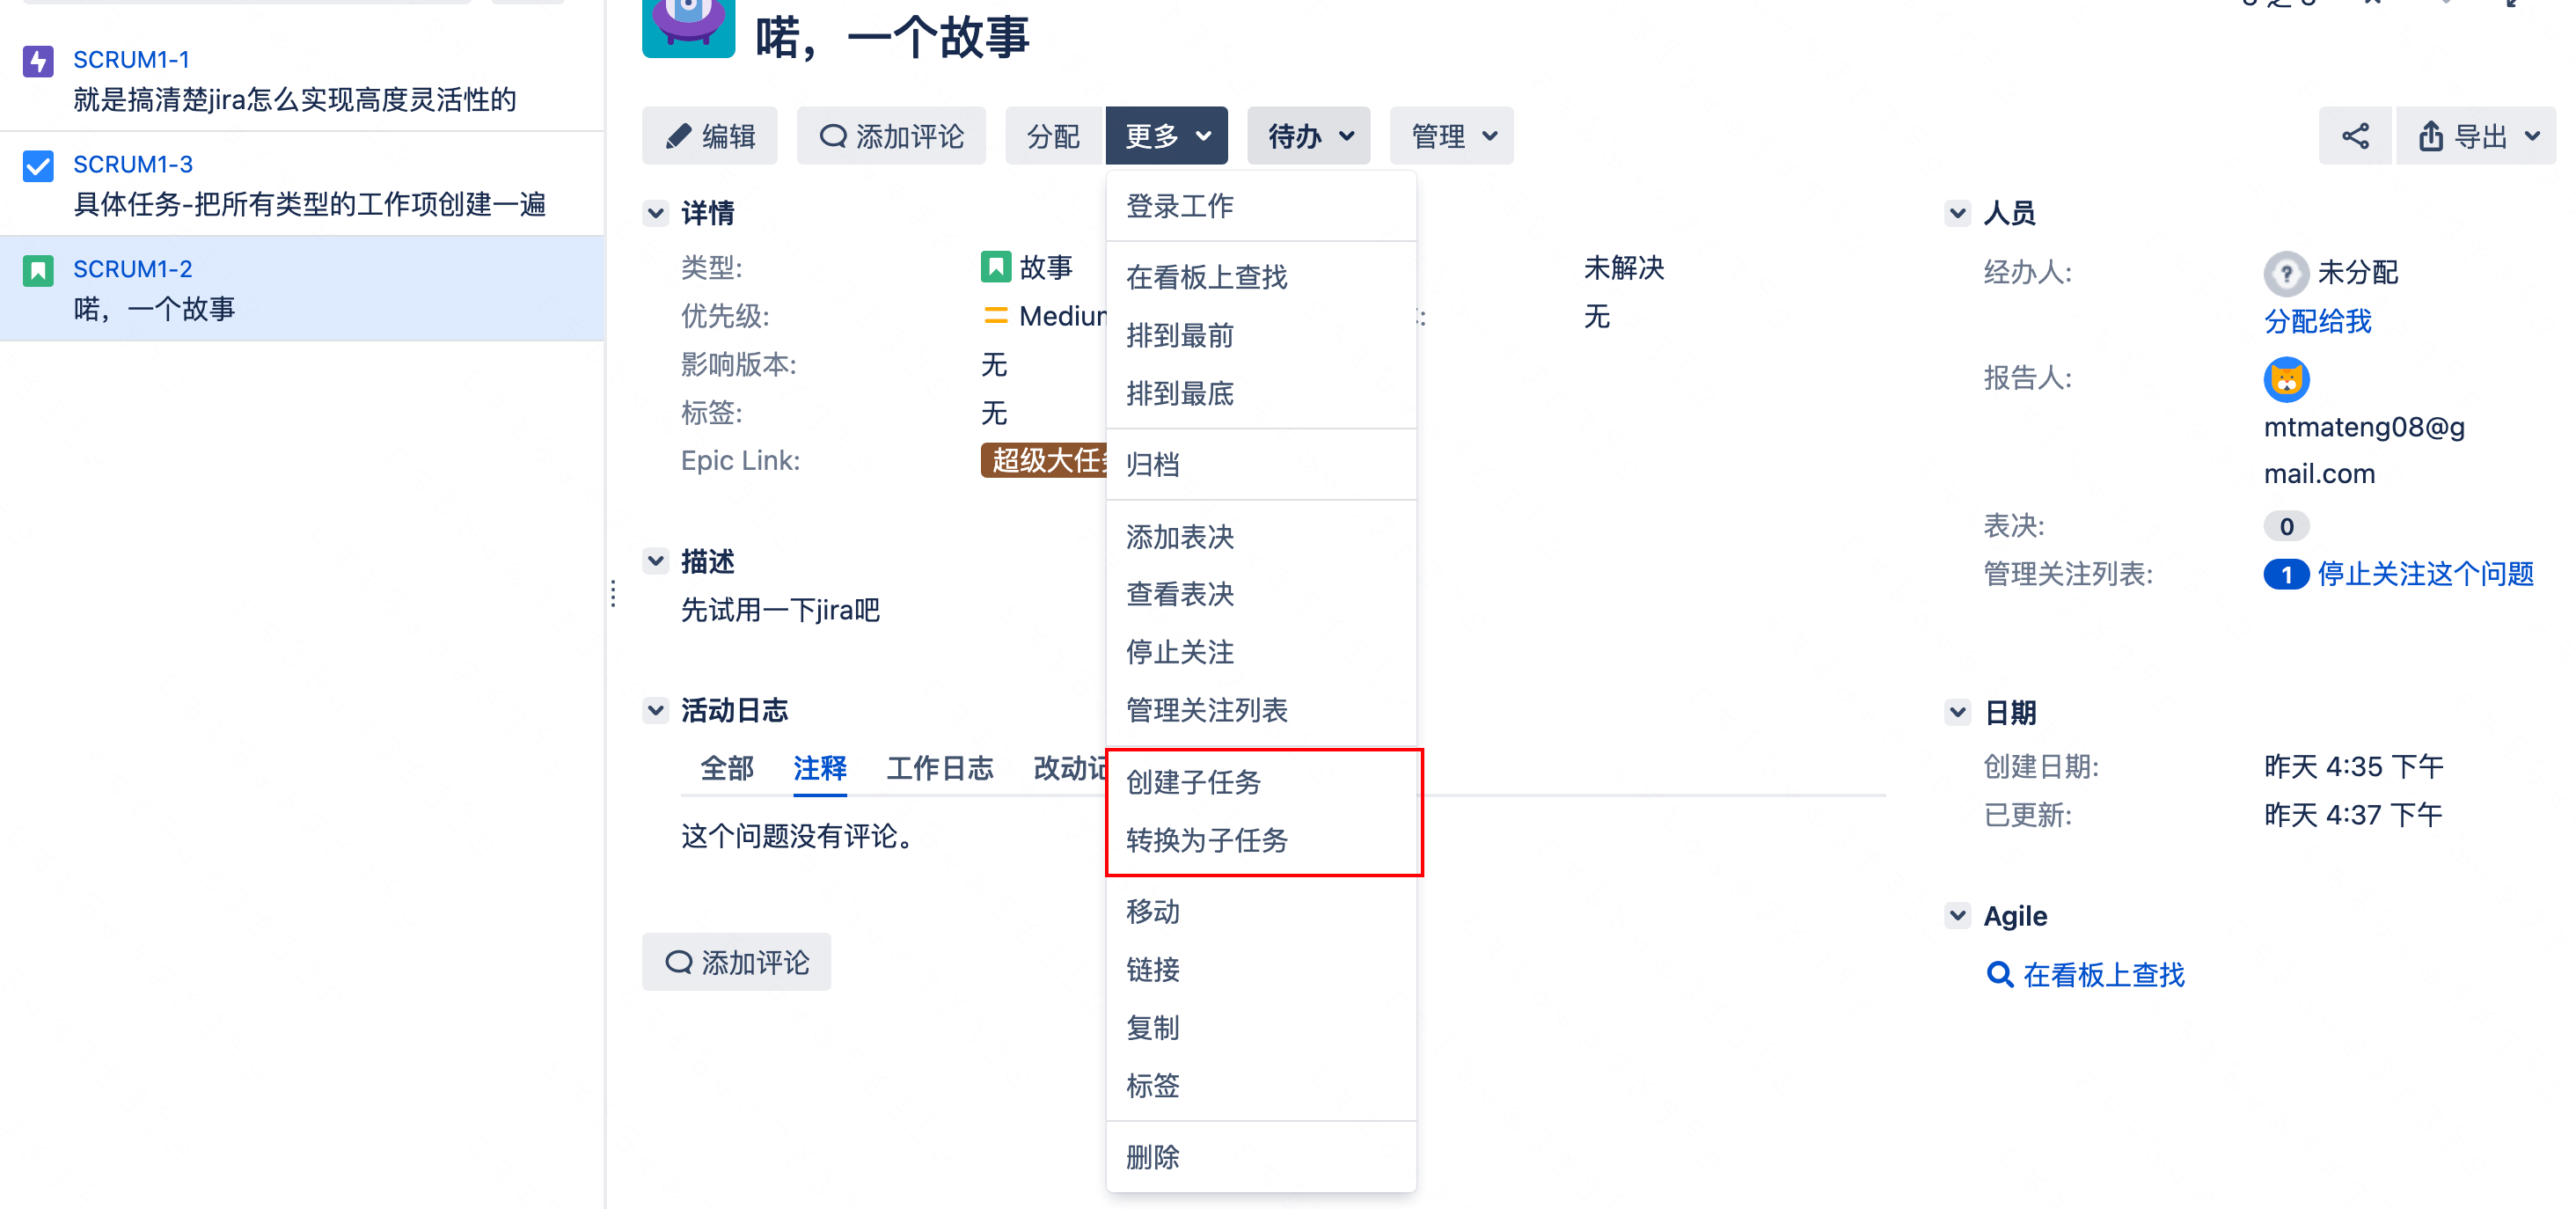 SCRUM1-1
就是搞清楚jira怎么实现高度灵活性的
SCRUM1-3
具体任务-把所有类型的工作项创建一遍
SCRUM1-2
喏，一个故事
喏，一个故事
编辑
添加评论
分配
更多
待办
管理
导出
登录工作
在看板上查找
排到最前
排到最底
归档
添加表决
查看表决
停止关注
管理关注列表
创建子任务
转换为子任务
移动
链接
复制
标签
删除
详情
类型:
故事
未解决
优先级:
Medium
无
影响版本:
无
标签:
无
Epic Link:
超级大任务
描述
先试用一下jira吧
活动日志
全部
注释
工作日志
改动记
这个问题没有评论。
添加评论
人员
经办人:
未分配
分配给我
报告人:
mtmateng08@g
mail.com
表决:
0
管理关注列表:
1 停止关注这个问题
日期
创建日期:
昨天 4:35 下午
已更新:
昨天 4:37 下午
Agile
在看板上查找